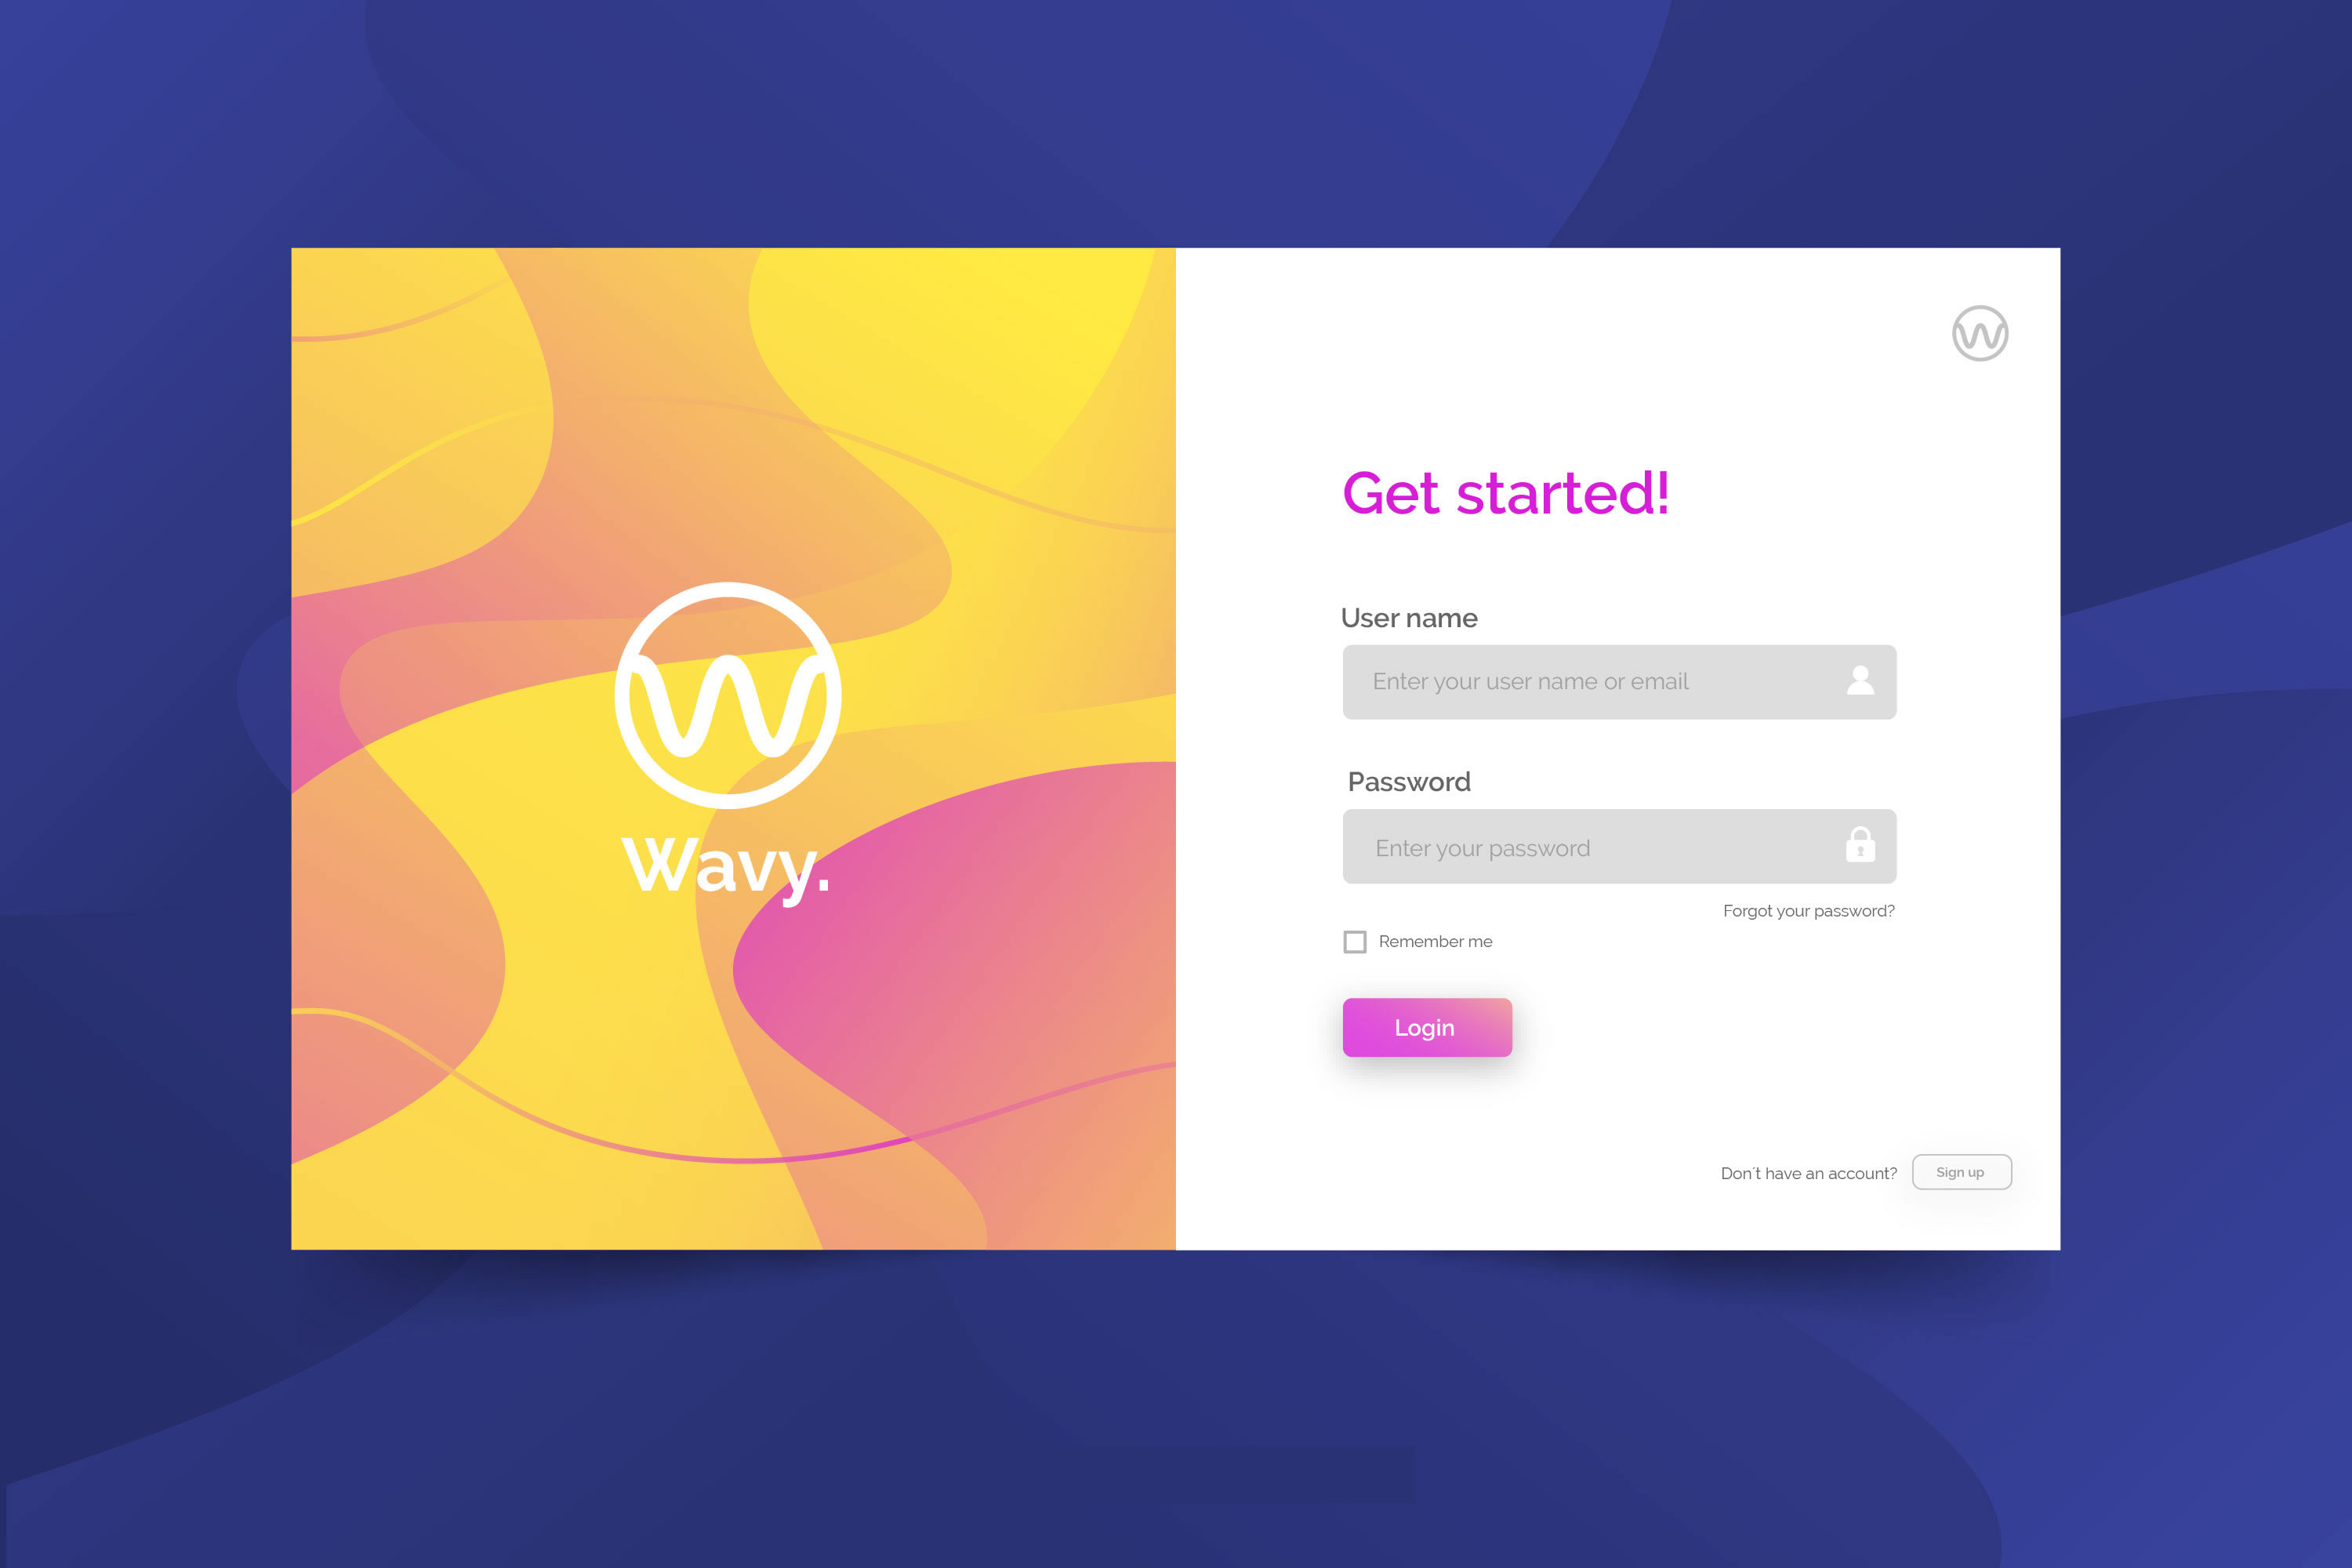 Wavy.
Get started!
User name
Enter your user name or email
Password
Enter your password
Forgot your password?
Remember me
Login
Don´t have an account?
Sign up